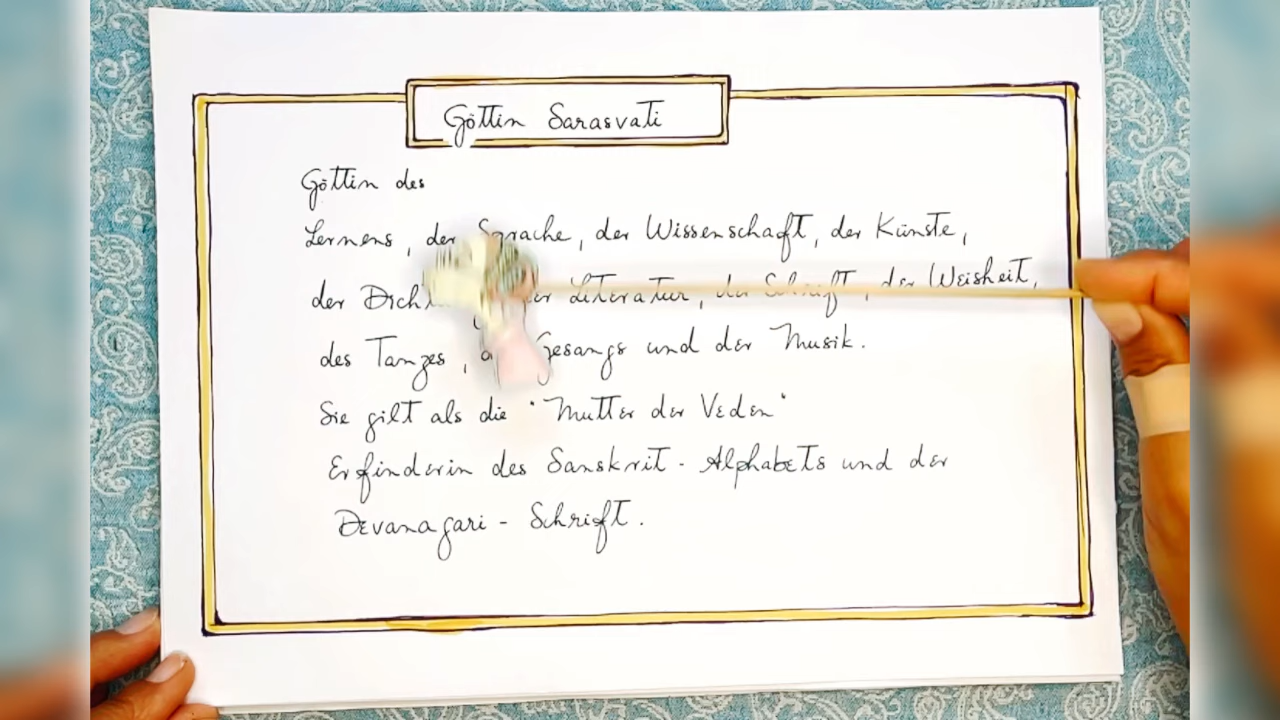 Göttin Sarasvati
Göttin des
Lernens, der Sprache, der Wissenschaft, der Künste,
der Literatur, der Schrift, der Weisheit,
des Tanzes, Gesangs und der Musik.
Sie gilt als die "Mutter der Veden"
Erfinderin des Sanskrit - Alphabets und der
Devanagari - Schrift.